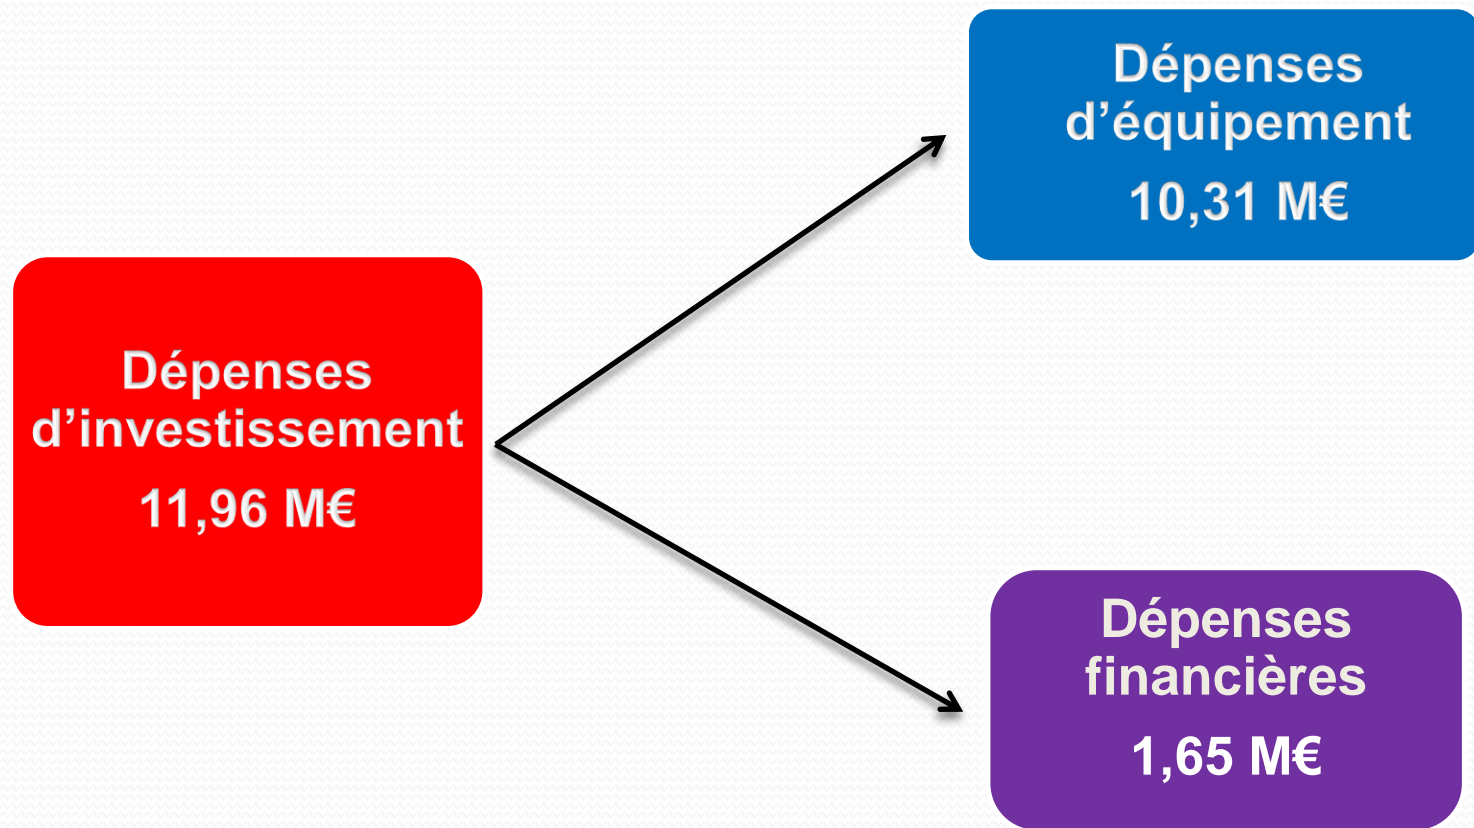 Dépenses
d’équipement
10,31 M€
Dépenses
d’investissement
11,96 M€
Dépenses
financières
1,65 M€